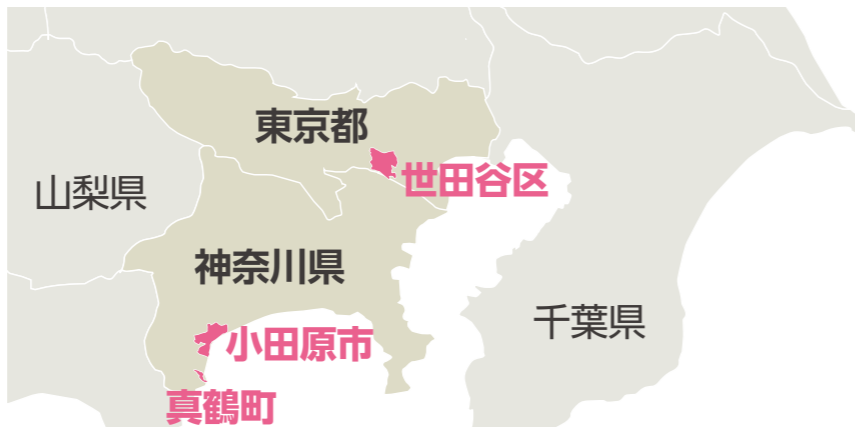 東京都
世田谷区
山梨県
神奈川県
千葉県
小田原市
真鶴町